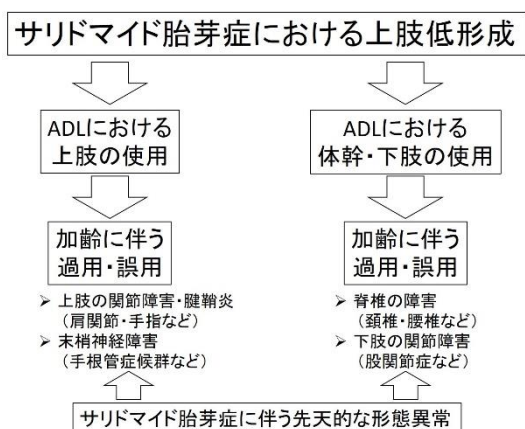 サリドマイド胎芽症における上肢低形成
ADLにおける
上肢の使用
ADLにおける
体幹・下肢の使用
加齢に伴う
過用・誤用
加齢に伴う
過用・誤用
➢ 上肢の関節障害・腱鞘炎
（肩関節・手指など）
➢ 末梢神経障害
（手根管症候群など）
➢ 脊椎の障害
（頚椎・腰椎など）
➢ 下肢の関節障害
（股関節症など）
サリドマイド胎芽症に伴う先天的な形態異常